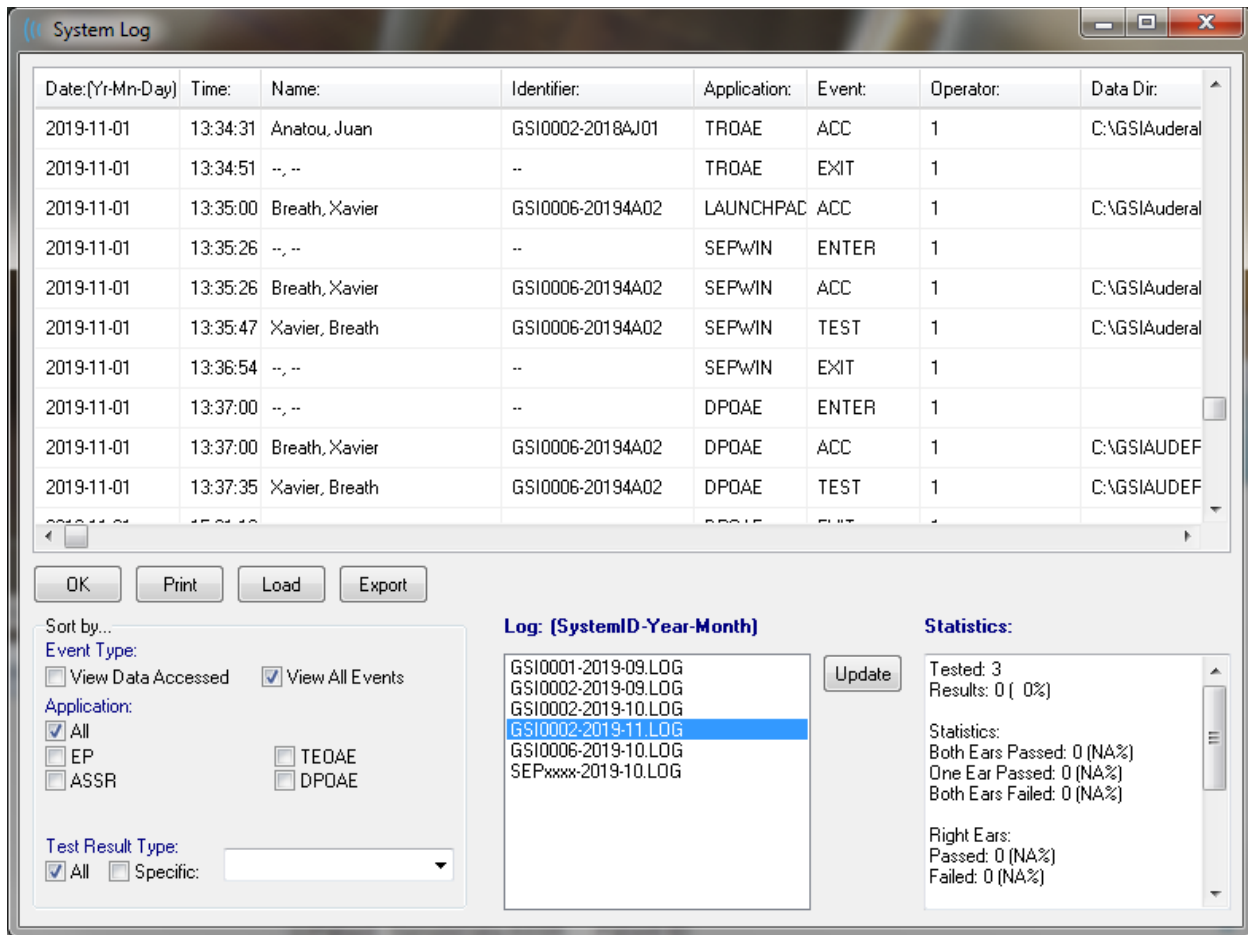 System Log
Date:(Yr-Mn-Day) Time: Name: Identifier: Application: Event: Operator: Data Dir:
2019-11-01 13:34:31 Anatou, Juan GSI0002-2018AJ01 TROAE ACC 1 C:\GSIAuderal
2019-11-01 13:34:51 --, -- -- TROAE EXIT 1
2019-11-01 13:35:00 Breath, Xavier GSI0006-20194A02 LAUNCHPAD ACC 1 C:\GSIAuderal
2019-11-01 13:35:26 --, -- -- SEPWIN ENTER 1
2019-11-01 13:35:26 Breath, Xavier GSI0006-20194A02 SEPWIN ACC 1 C:\GSIAuderal
2019-11-01 13:35:47 Xavier, Breath GSI0006-20194A02 SEPWIN TEST 1 C:\GSIAuderal
2019-11-01 13:36:54 --, -- -- SEPWIN EXIT 1
2019-11-01 13:37:00 --, -- -- DPOAE ENTER 1
2019-11-01 13:37:00 Breath, Xavier GSI0006-20194A02 DPOAE ACC 1 C:\GSIAUDEF
2019-11-01 13:37:35 Xavier, Breath GSI0006-20194A02 DPOAE TEST 1 C:\GSIAUDEF
OK Print Load Export
Sort by...
Event Type:
View Data Accessed View All Events
Application:
All
EP TEOAE
ASSR DPOAE
Test Result Type:
All Specific:
Log: (SystemID-Year-Month)
GSI0001-2019-09.LOG
GSI0002-2019-09.LOG
GSI0002-2019-10.LOG
GSI0002-2019-11.LOG
GSI0006-2019-10.LOG
SEPxxxx-2019-10.LOG
Update
Statistics:
Tested: 3
Results: 0 ( 0%)
Statistics:
Both Ears Passed: 0 (NA%)
One Ear Passed: 0 (NA%)
Both Ears Failed: 0 (NA%)
Right Ears:
Passed: 0 (NA%)
Failed: 0 (NA%)